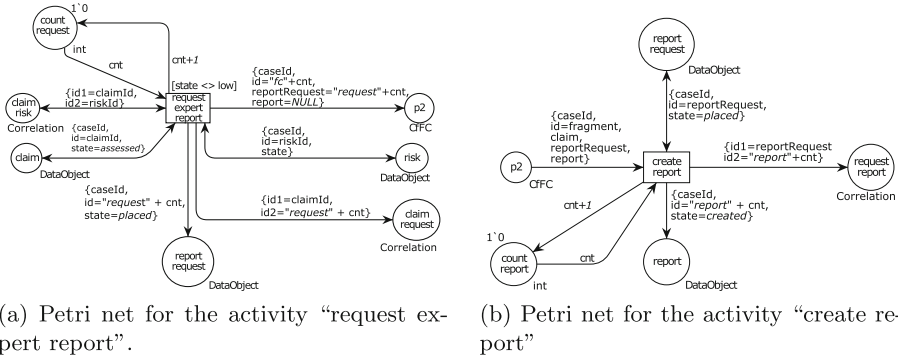 1`0
count
request
int
cnt
cnt+1
[state <> low]
request
expert
report
{caseId,
id="fc"+cnt,
reportRequest="request"+cnt,
report=NULL}
p2
CfFC
claim
risk
Correlation
{id1=claimId,
id2=riskId}
claim
DataObject
{caseId,
id=claimId,
state=assessed}
{caseId,
id=riskId,
state}
risk
DataObject
{caseId,
id="request" + cnt,
state=placed}
{id1=claimId,
id2="request" + cnt}
claim
request
Correlation
report
request
DataObject
(a) Petri net for the activity “request ex-
pert report”.
report
request
DataObject
{caseId,
id=reportRequest,
state=placed}
{caseId,
id=fragment,
claim,
reportRequest,
report}
p2
CfFC
create
report
{id1=reportRequest
id2="report"+cnt}
request
report
Correlation
cnt+1
{caseId,
id="report" + cnt,
state=created}
1`0
count
report
int
cnt
report
DataObject
(b) Petri net for the activity “create re-
port”